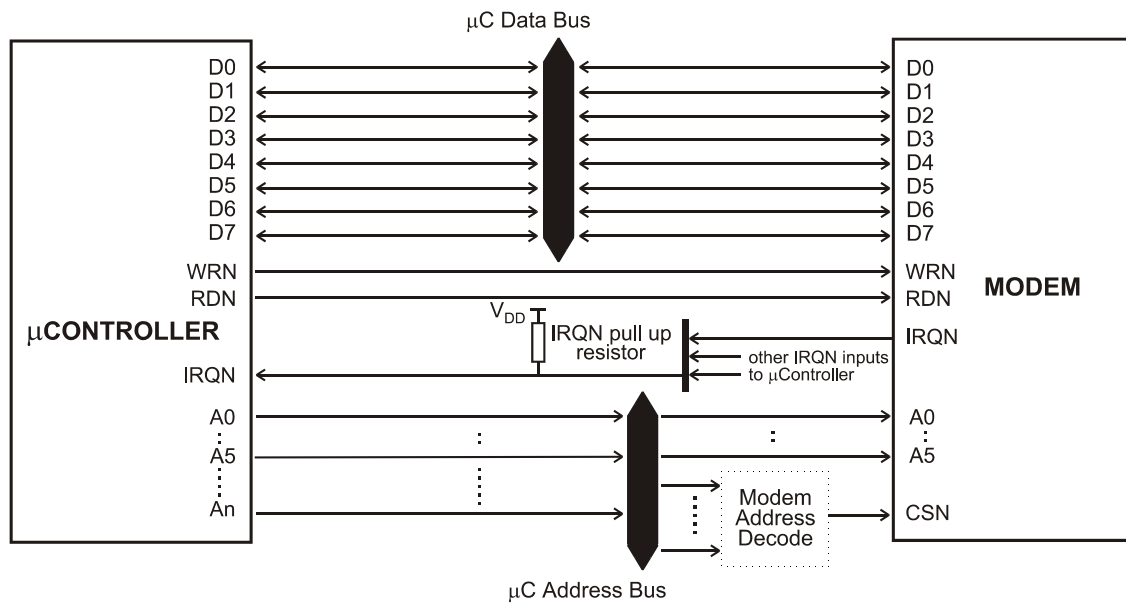 μC Data Bus
D0
D1
D2
D3
D4
D5
D6
D7
WRN
RDN
μCONTROLLER
IRQN
A0
A5
An
VDD
IRQN pull up
resistor
other IRQN inputs
to μController
D0
D1
D2
D3
D4
D5
D6
D7
WRN
RDN
MODEM
IRQN
A0
A5
CSN
Modem
Address
Decode
μC Address Bus